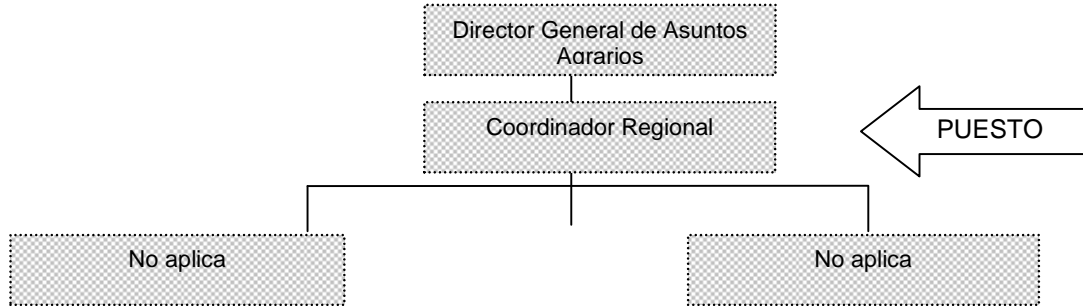 Director General de Asuntos
Agrarios
Coordinador Regional
PUESTO
No aplica
No aplica